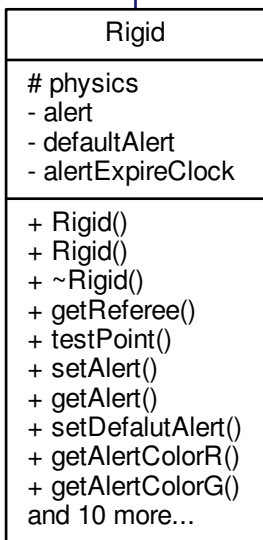 Rigid
# physics
- alert
- defaultAlert
- alertExpireClock
+ Rigid()
+ Rigid()
+ ~Rigid()
+ getReferee()
+ testPoint()
+ setAlert()
+ getAlert()
+ setDefalutAlert()
+ getAlertColorR()
+ getAlertColorG()
and 10 more...